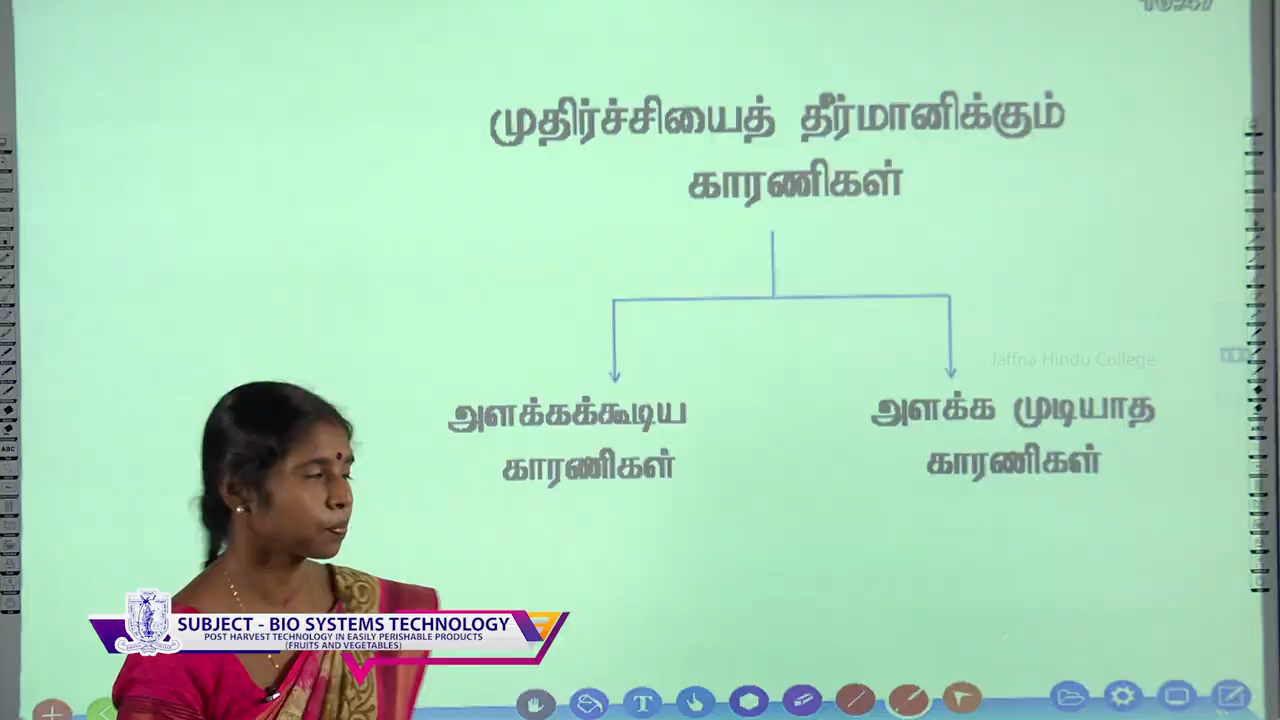 முதிர்ச்சியைத் தீர்மானிக்கும்
காரணிகள்
Jaffna Hindu College
அளக்கக்கூடிய
காரணிகள்
அளக்க முடியாத
காரணிகள்
SUBJECT - BIO SYSTEMS TECHNOLOGY
POST HARVEST TECHNOLOGY IN EASILY PERISHABLE PRODUCTS
(FRUITS AND VEGETABLES)
ABC
T